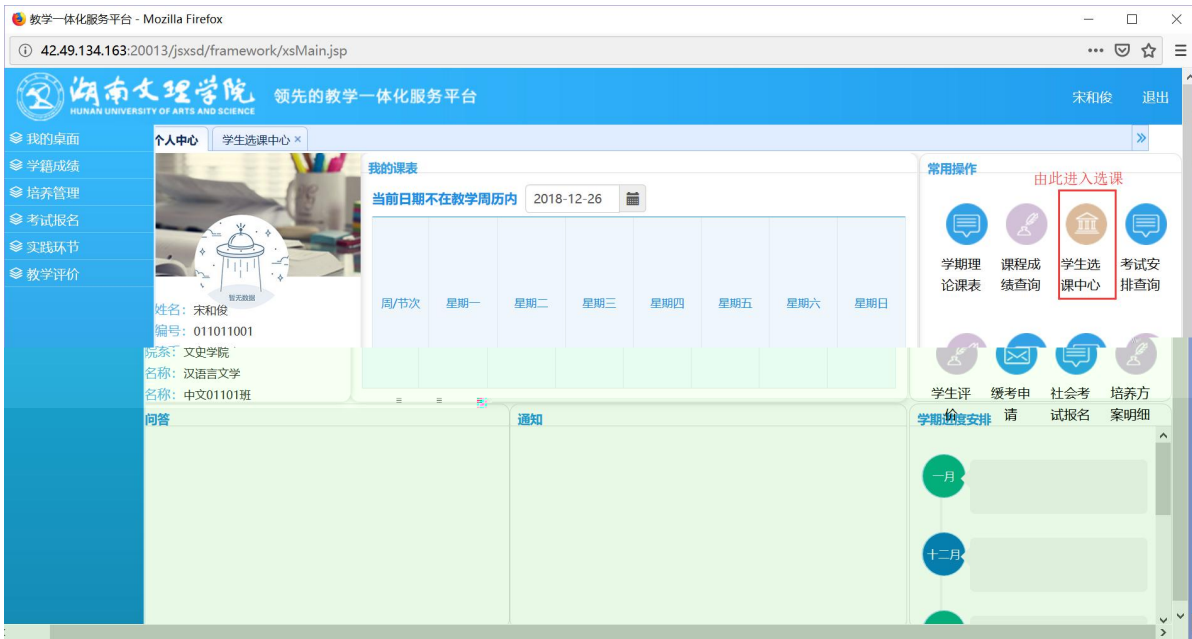 教学一体化服务平台 - Mozilla Firefox
42.49.134.163:20013/jsxsd/framework/xsMain.jsp
湖南文理学院
HUNAN UNIVERSITY OF ARTS AND SCIENCE
领先的教学一体化服务平台
宋和俊 退出
我的桌面
学籍成绩
培养管理
考试报名
实践环节
教学评价
个人中心 学生选课中心 ×
暂无数据
姓名：宋和俊
编号：011011001
院系：文史学院
名称：汉语言文学
名称：中文01101班
我的课表
当前日期不在教学周历内 2018-12-26
周/节次 星期一 星期二 星期三 星期四 星期五 星期六 星期日
常用操作
由此进入选课
学期理论课表
课程成绩查询
学生选课中心
考试安排查询
学生评价
缓考申请
社会考试报名
培养方案明细
问答
通知
学期进度安排
一月
十二月